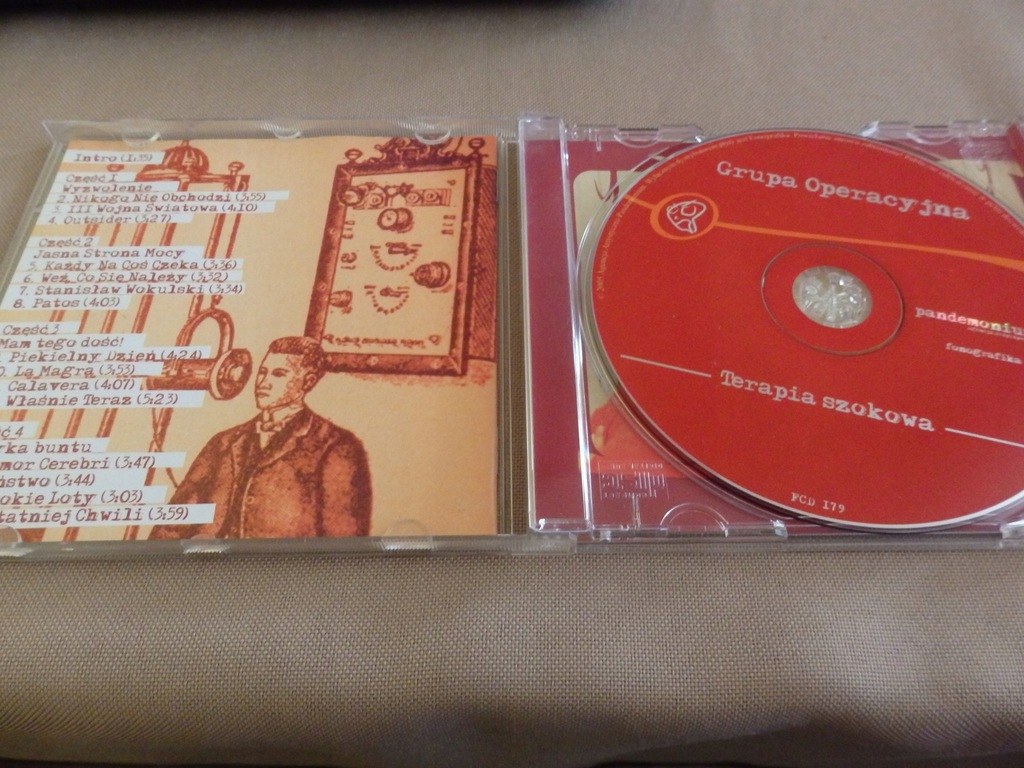 Intro (1:35)
Część 1
Wyzwolenie
2. Nikogo Nie Obchodzi (3:55)
3. III Wojna Światowa (4:10)
4. Outsider (3:27)
Część 2
Jasna Strona Mocy
5. Każdy Na Coś Czeka (3:36)
6. Weź Co Się Należy (3:32)
7. Stanisław Wokulski (3:34)
8. Patos (4:03)
Część 3
Mam tego dość!
Piekielny Dzień (4:24)
0. La Magra (3:53)
Calavera (4:07)
Właśnie Teraz (5:23)
ść 4
yka buntu
mor Cerebri (3:47)
ństwo (3:44)
okie Loty (3:03)
tatniej Chwili (3:59)
Grupa Operacyjna
pandemoniu
fonografika
Terapia szokowa
FCD 179